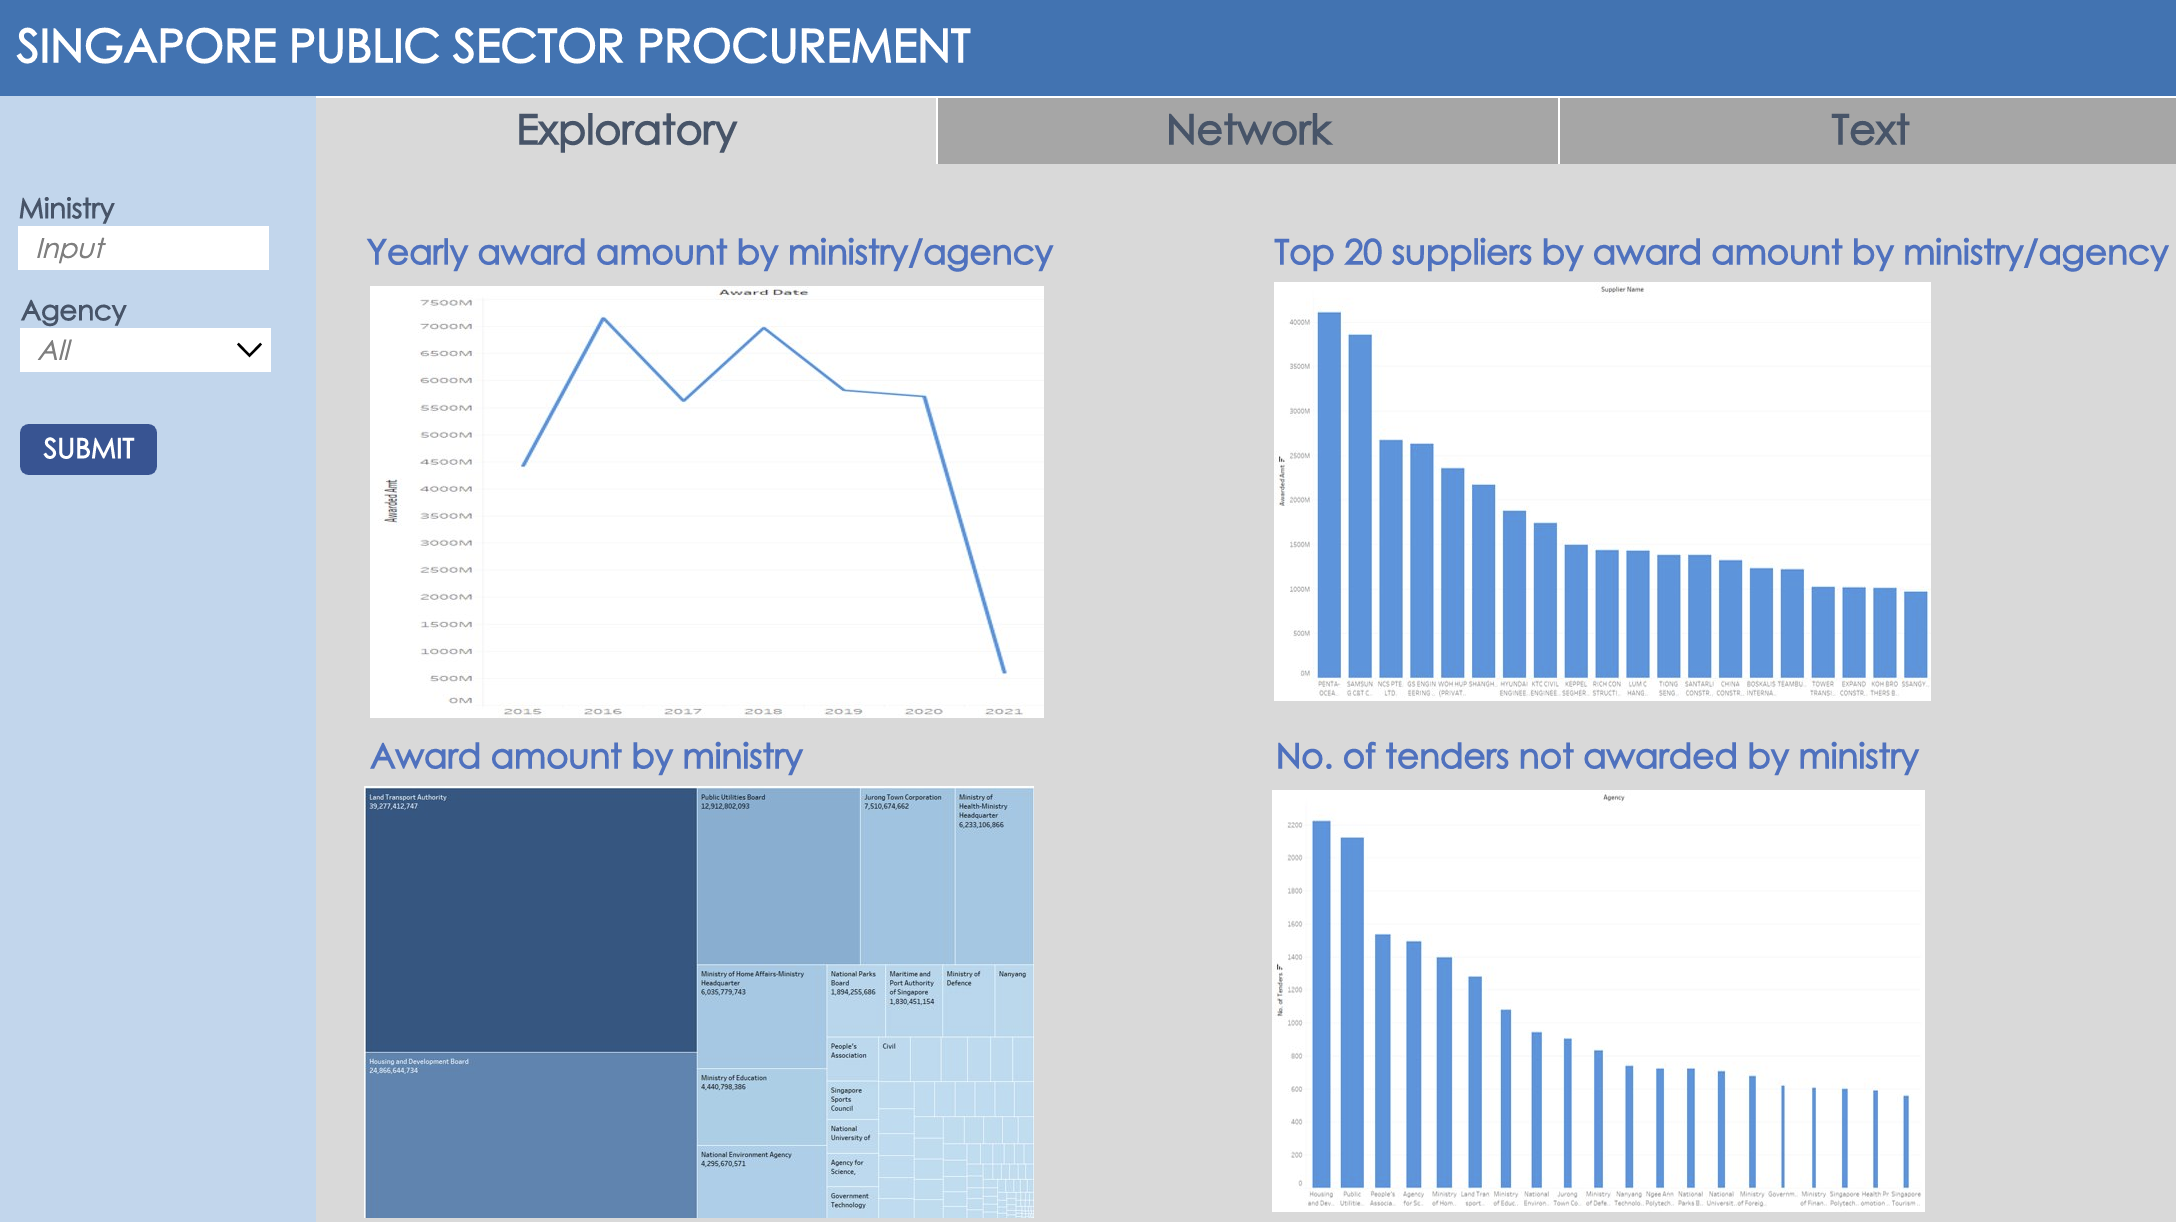 SINGAPORE PUBLIC SECTOR PROCUREMENT
Exploratory
Network
Text
Ministry
Input
Agency
All
SUBMIT
Yearly award amount by ministry/agency
Award Date
7500M
7000M
6500M
6000M
5500M
5000M
4500M
4000M
3500M
3000M
2500M
2000M
1500M
1000M
500M
0M
Awarded Amt
2015 2016 2017 2018 2019 2020 2021
Top 20 suppliers by award amount by ministry/agency
Supplier Name
4000M
3500M
3000M
2500M
2000M
1500M
1000M
500M
0M
Awarded Amt
PENTA- SAMSUN NCS PTE GS ENGIN WOH HUP SHANGH.. HYUNDAI KTC CIVIL KEPPEL RICH CON LUM C TIONG SANTARLI CHINA BOSKALIS TEAMBU.. TOWER EXPAND KOH BRO SSANGY..
OCEA.. G C&T C.. LTD. EERING .. (PRIVAT.. ENGINEE.. ENGINEE.. SEGHER.. STRUCTI.. HANG.. SENG.. CONSTR.. CONSTR.. INTERNA.. TRANSI.. CONSTR.. THERS B..
Award amount by ministry
Land Transport Authority
39,277,412,747
Housing and Development Board
24,866,644,734
Public Utilities Board
12,912,802,093
Jurong Town Corporation
7,510,674,662
Ministry of
Health-Ministry
Headquarter
6,233,106,866
Ministry of Home Affairs-Ministry
Headquarter
6,035,779,743
Ministry of Education
4,440,798,386
National Environment Agency
4,295,670,571
National Parks
Board
1,894,255,686
Maritime and
Port Authority
of Singapore
1,830,451,154
Ministry of
Defence
Nanyang
People's
Association
Civil
Singapore
Sports
Council
National
University of
Agency for
Science,
Government
Technology
No. of tenders not awarded by ministry
Agency
2200
2000
1800
1600
1400
1200
1000
800
600
400
200
0
No. of Tenders
Housing Public People's Agency Ministry Land Tran Ministry National Jurong Ministry Nanyang Ngee Ann National National Ministry Governm.. Ministry Singapore Health Pr Singapore
and Dev.. Utilitie.. Associa.. for Sc.. of Hom.. sport.. of Educ.. Environ.. Town Co.. of Defe.. Technolo.. Polytech.. Parks B.. Universit.. of Foreig.. of Finan.. Polytech.. omotion .. Tourism..